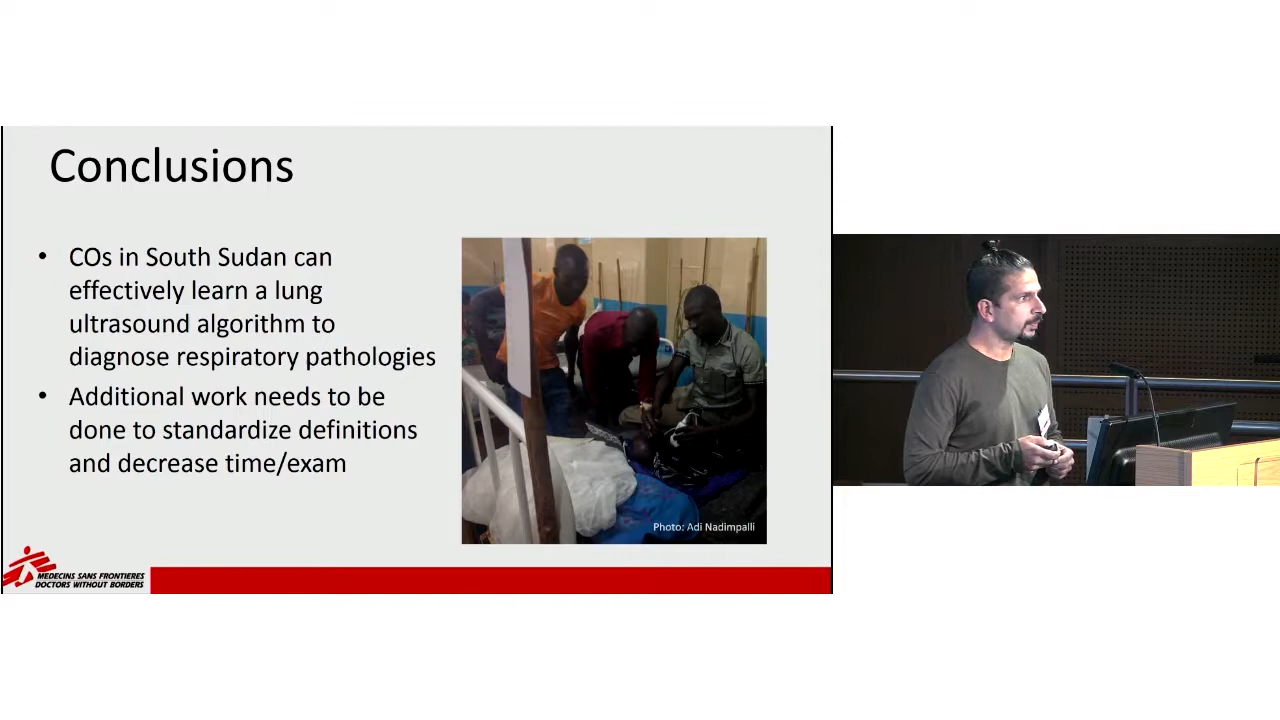 Conclusions
• COs in South Sudan can
effectively learn a lung
ultrasound algorithm to
diagnose respiratory pathologies
• Additional work needs to be
done to standardize definitions
and decrease time/exam
Photo: Adi Nadimpalli
MEDECINS SANS FRONTIERES
DOCTORS WITHOUT BORDERS